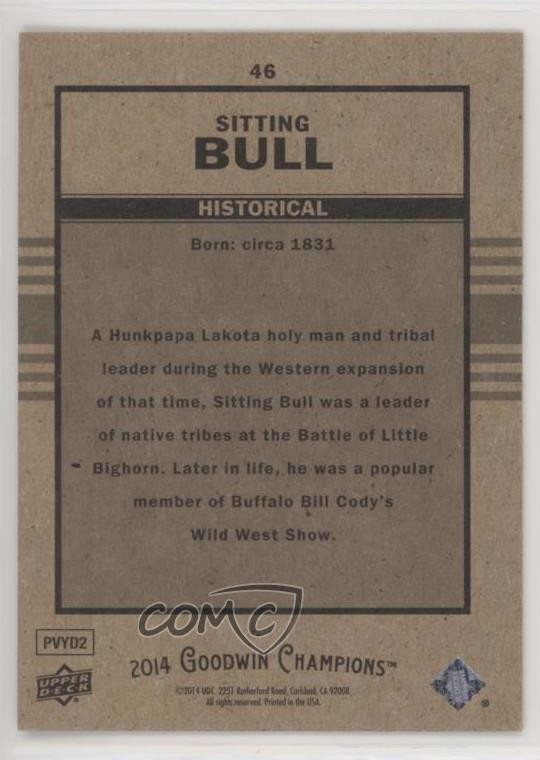 46
SITTING
BULL
HISTORICAL
Born: circa 1831
A Hunkpapa Lakota holy man and tribal
leader during the Western expansion
of that time, Sitting Bull was a leader
of native tribes at the Battle of Little
Bighorn. Later in life, he was a popular
member of Buffalo Bill Cody's
Wild West Show.
COMC
PVYD2
UPPER
D·E·C·K
2014 GOODWIN CHAMPIONS™
©2014 UDC. 2251 Rutherford Road, Carlsbad, CA 92008.
All rights reserved. Printed in the USA.
®